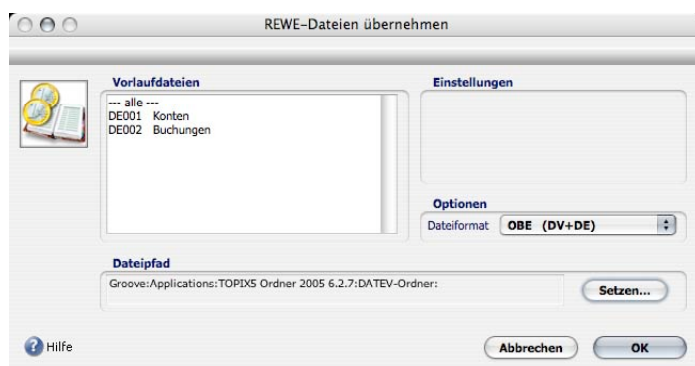 REWE-Dateien übernehmen
Vorlaufdateien
--- alle ---
DE001 Konten
DE002 Buchungen
Einstellungen
Optionen
Dateiformat OBE (DV+DE)
Dateipfad
Groove:Applications:TOPIX5 Ordner 2005 6.2.7:DATEV-Ordner:
Setzen...
? Hilfe
Abbrechen
OK